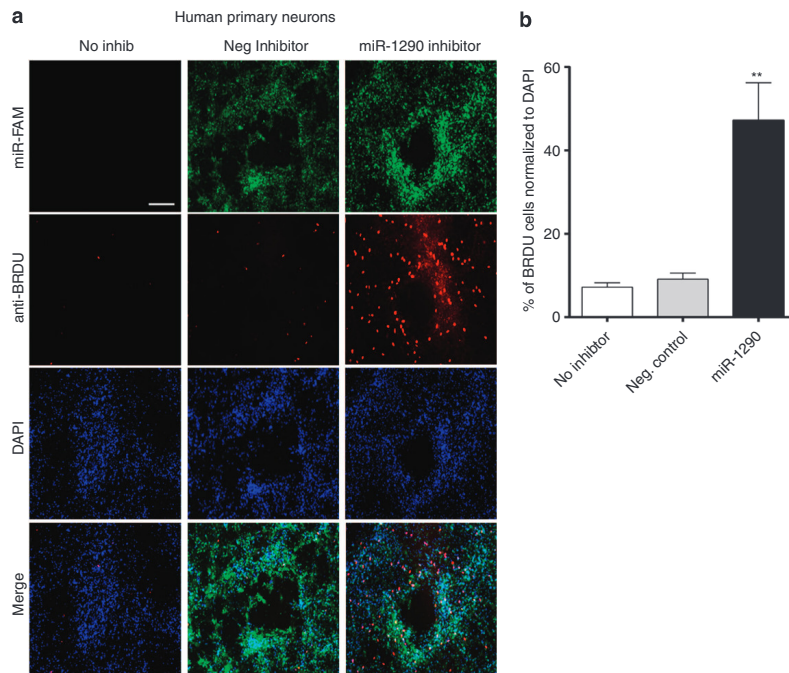 a
Human primary neurons
No inhib
Neg Inhibitor
miR-1290 inhibitor
miR-FAM
anti-BRDU
DAPI
Merge
b
% of BRDU cells normalized to DAPI
60
40
20
0
**
No inhibtor
Neg. control
miR-1290